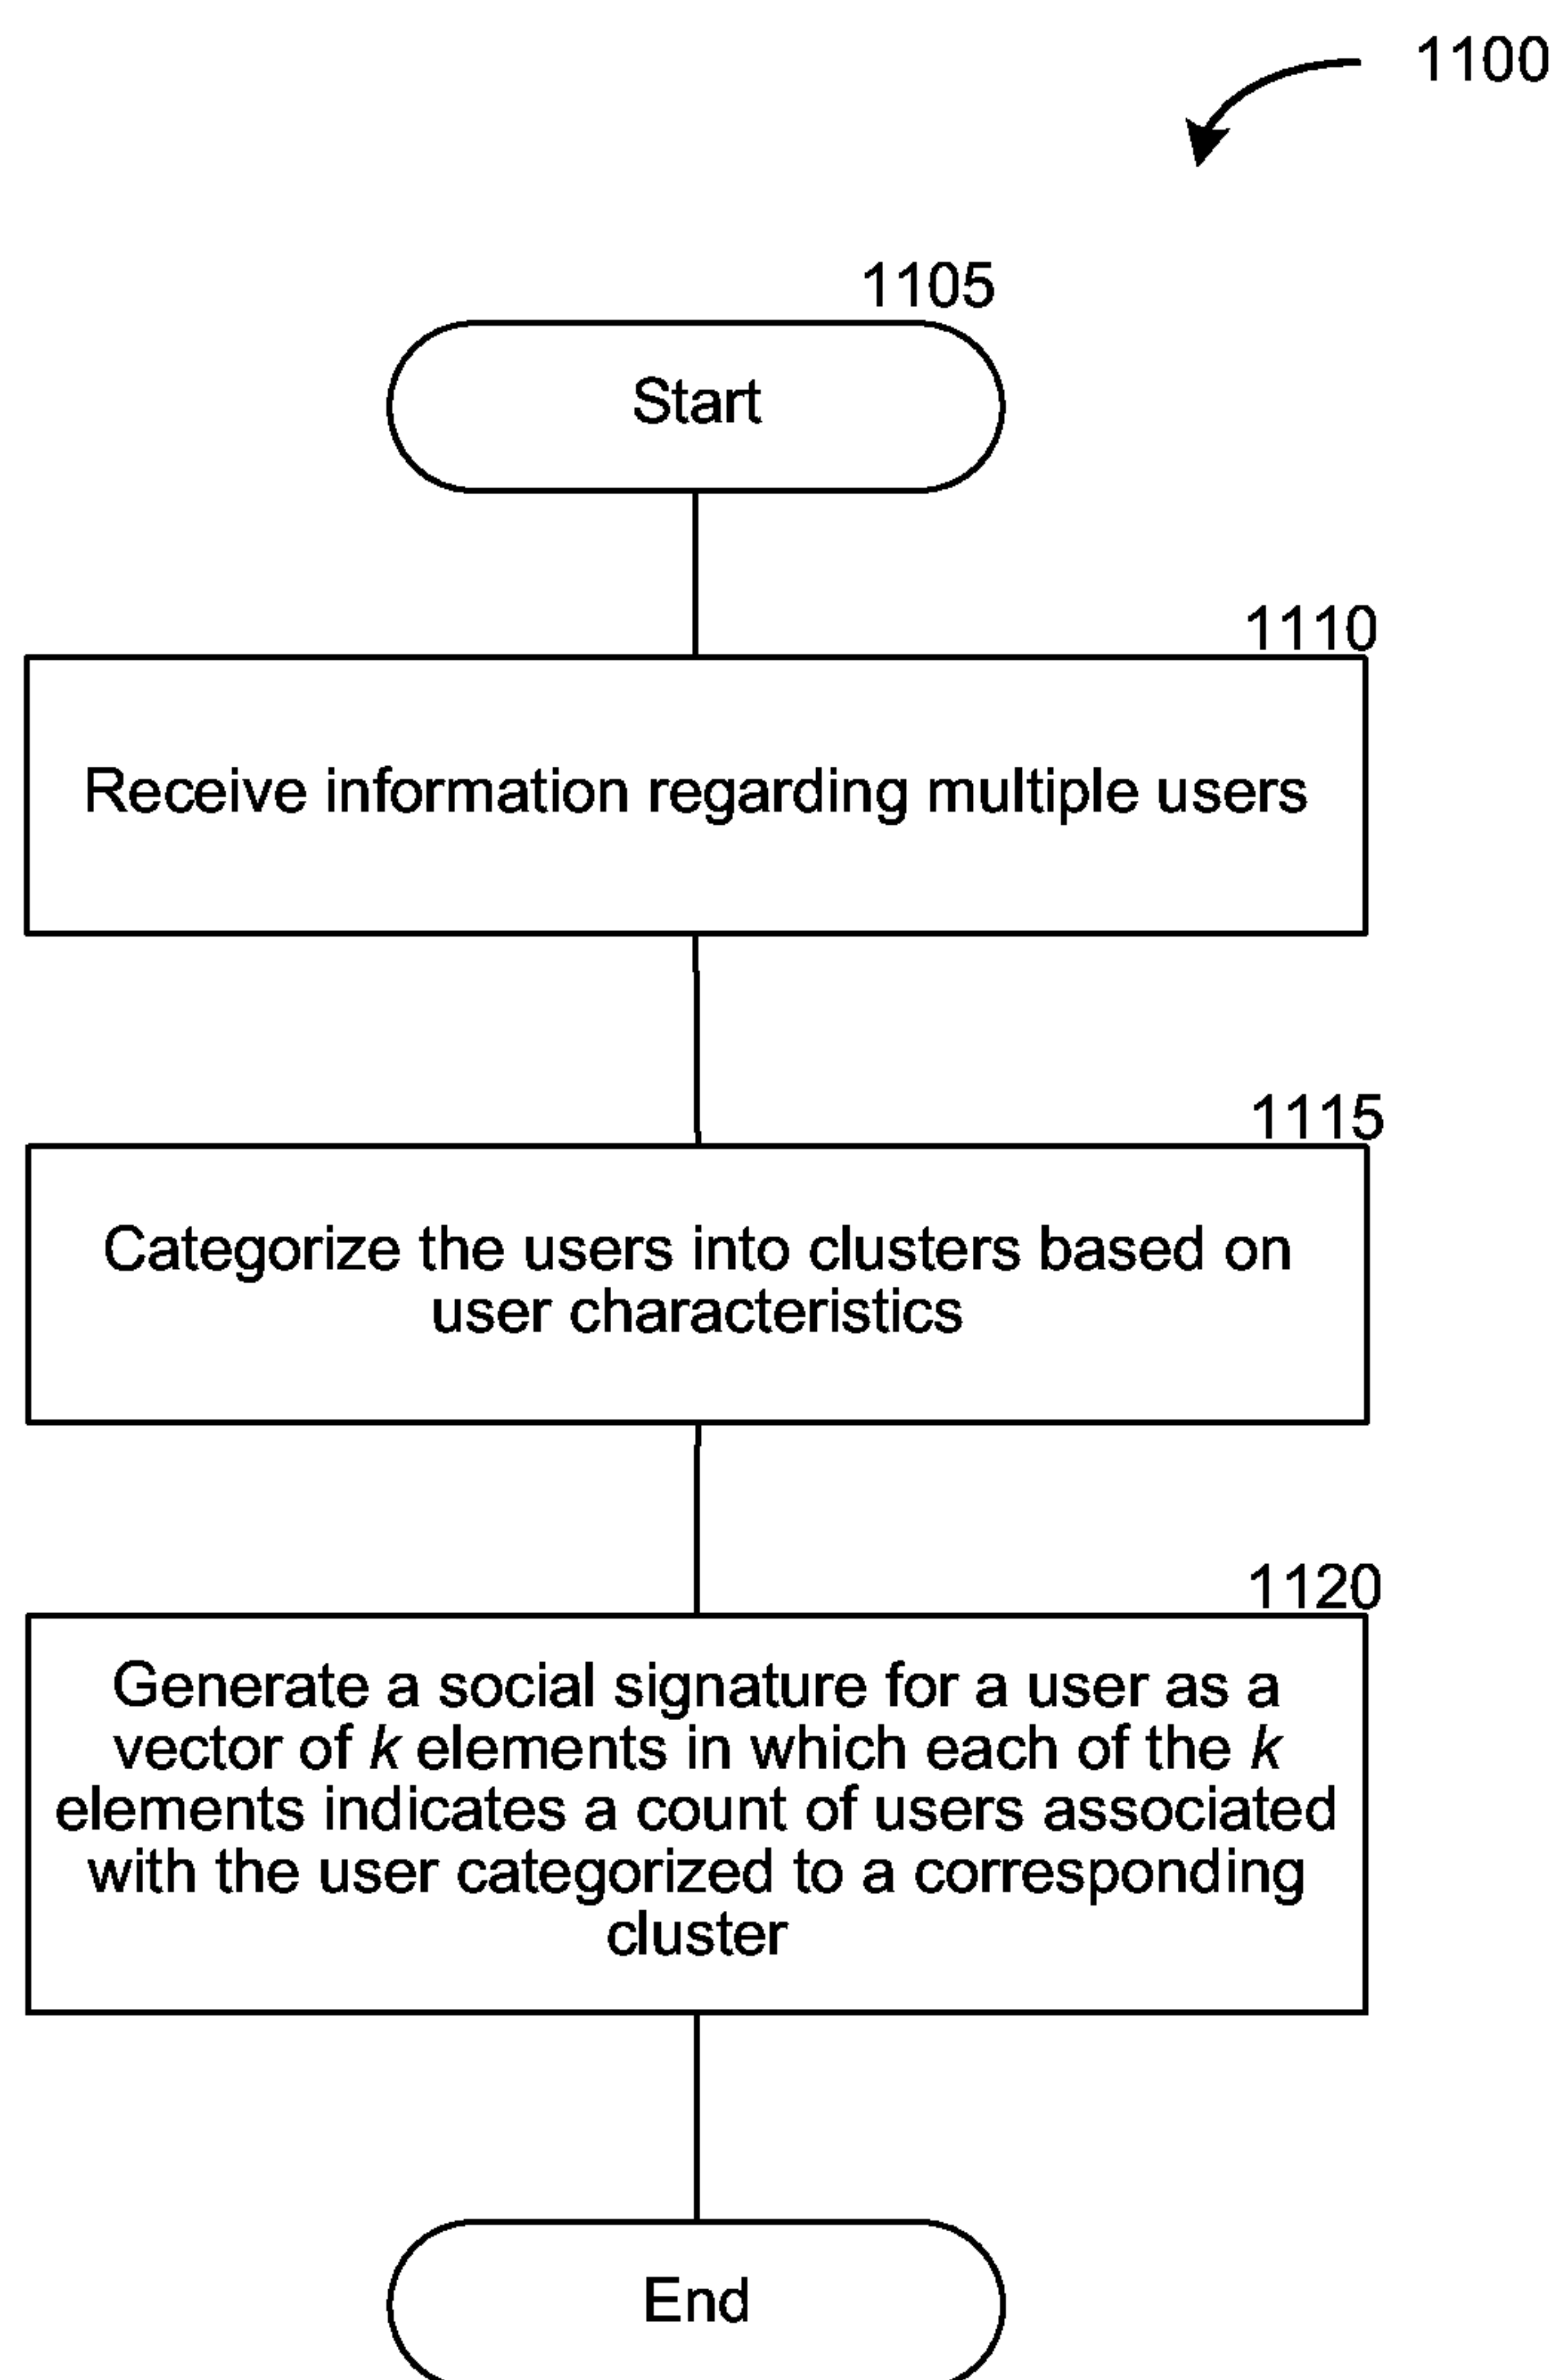 1100
1105
Start
1110
Receive information regarding multiple users
1115
Categorize the users into clusters based on
user characteristics
1120
Generate a social signature for a user as a
vector of k elements in which each of the k
elements indicates a count of users associated
with the user categorized to a corresponding
cluster
End